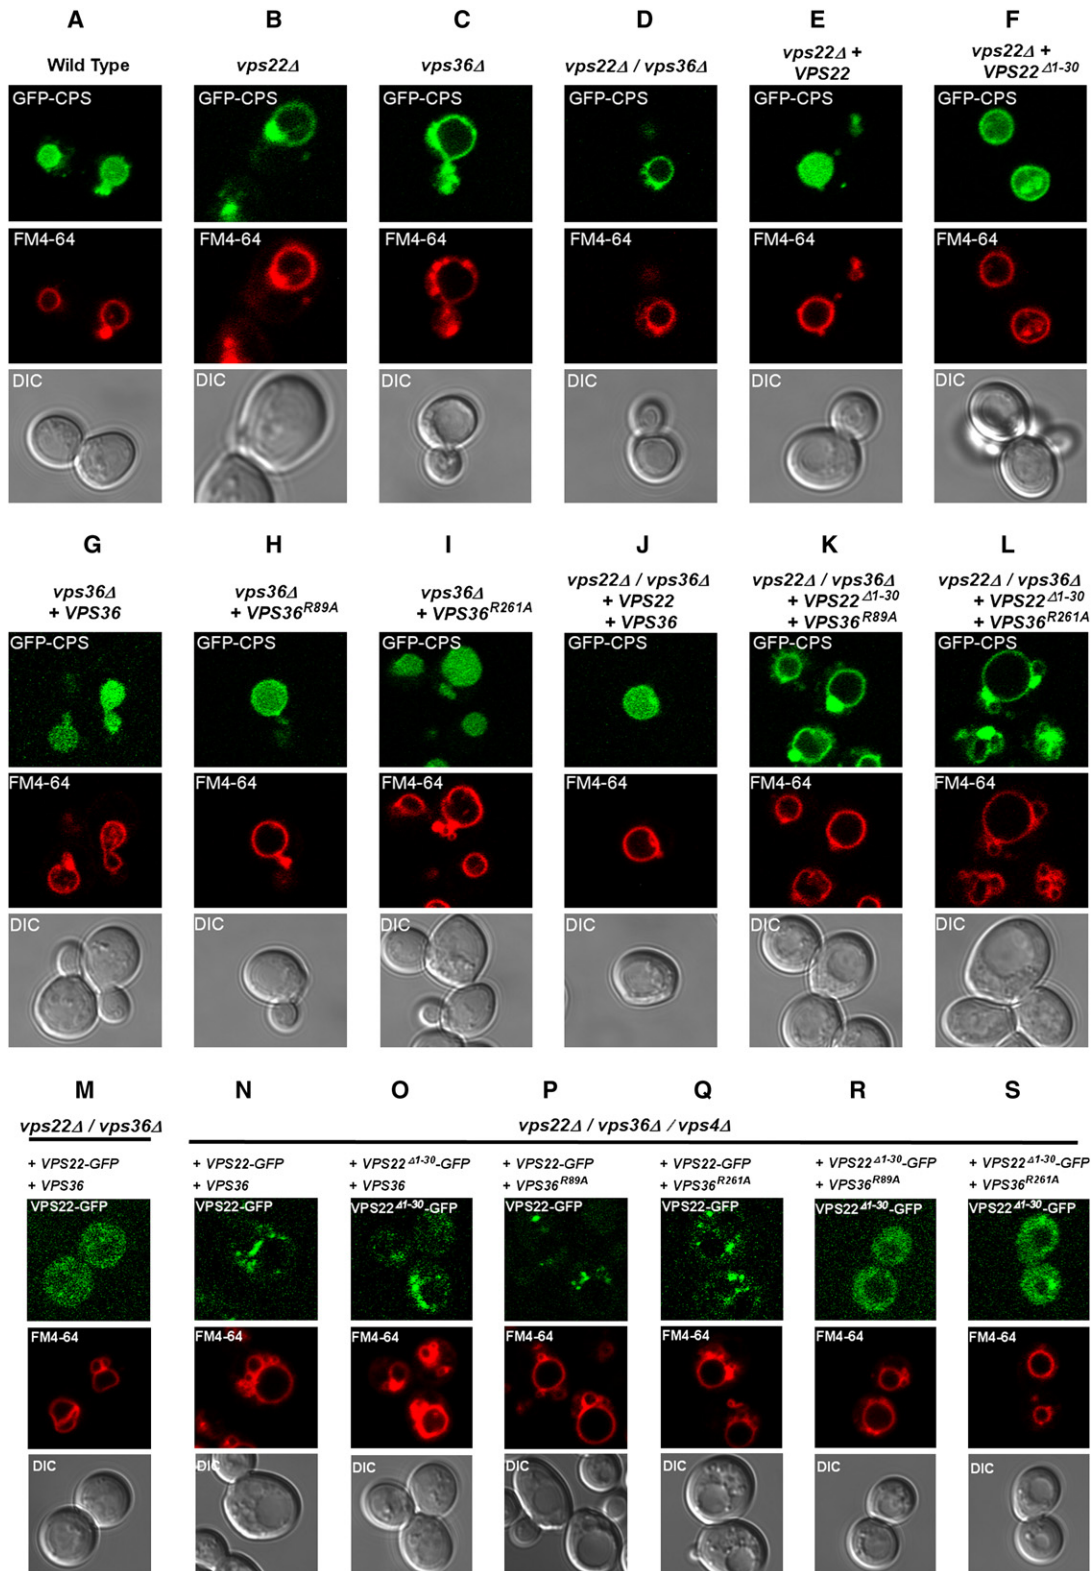 A B C D E F
Wild Type vps22Δ vps36Δ vps22Δ / vps36Δ vps22Δ + VPS22 vps22Δ + VPS22Δ1-30
GFP-CPS GFP-CPS GFP-CPS GFP-CPS GFP-CPS GFP-CPS
FM4-64 FM4-64 FM4-64 FM4-64 FM4-64 FM4-64
DIC DIC DIC DIC DIC DIC
G H I J K L
vps36Δ + VPS36 vps36Δ + VPS36R89A vps36Δ + VPS36R261A vps22Δ / vps36Δ + VPS22 + VPS36 vps22Δ / vps36Δ + VPS22Δ1-30 + VPS36R89A vps22Δ / vps36Δ + VPS22Δ1-30 + VPS36R261A
GFP-CPS GFP-CPS GFP-CPS GFP-CPS GFP-CPS GFP-CPS
FM4-64 FM4-64 FM4-64 FM4-64 FM4-64 FM4-64
DIC DIC DIC DIC DIC DIC
M N O P Q R S
vps22Δ / vps36Δ vps22Δ / vps36Δ / vps4Δ
+ VPS22-GFP + VPS22-GFP + VPS22Δ1-30-GFP + VPS22-GFP + VPS22-GFP + VPS22Δ1-30-GFP + VPS22Δ1-30-GFP
+ VPS36 + VPS36 + VPS36 + VPS36R89A + VPS36R261A + VPS36R89A + VPS36R261A
VPS22-GFP VPS22-GFP VPS22Δ1-30-GFP VPS22-GFP VPS22-GFP VPS22Δ1-30-GFP VPS22Δ1-30-GFP
FM4-64 FM4-64 FM4-64 FM4-64 FM4-64 FM4-64 FM4-64
DIC DIC DIC DIC DIC DIC DIC